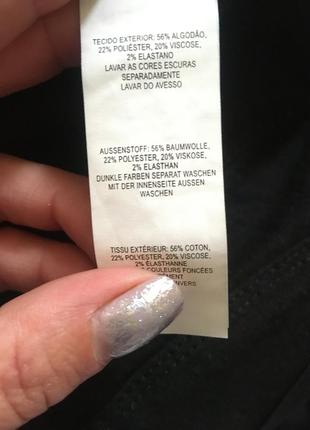 TECIDO EXTERIOR: 56% ALGODÃO,
22% POLIÉSTER, 20% VISCOSE,
2% ELASTANO
LAVAR AS CORES ESCURAS
SEPARADAMENTE
LAVAR DO AVESSO
AUSSENSTOFF: 56% BAUMWOLLE,
22% POLYESTER, 20% VISKOSE,
2% ELASTHAN
DUNKLE FARBEN SEPARAT WASCHEN
MIT DER INNENSEITE AUSSEN
WASCHEN
TISSU EXTÉRIEUR: 56% COTON,
22% POLYESTER, 20% VISCOSE,
2% ÉLASTHANNE
COULEURS FONCÉES